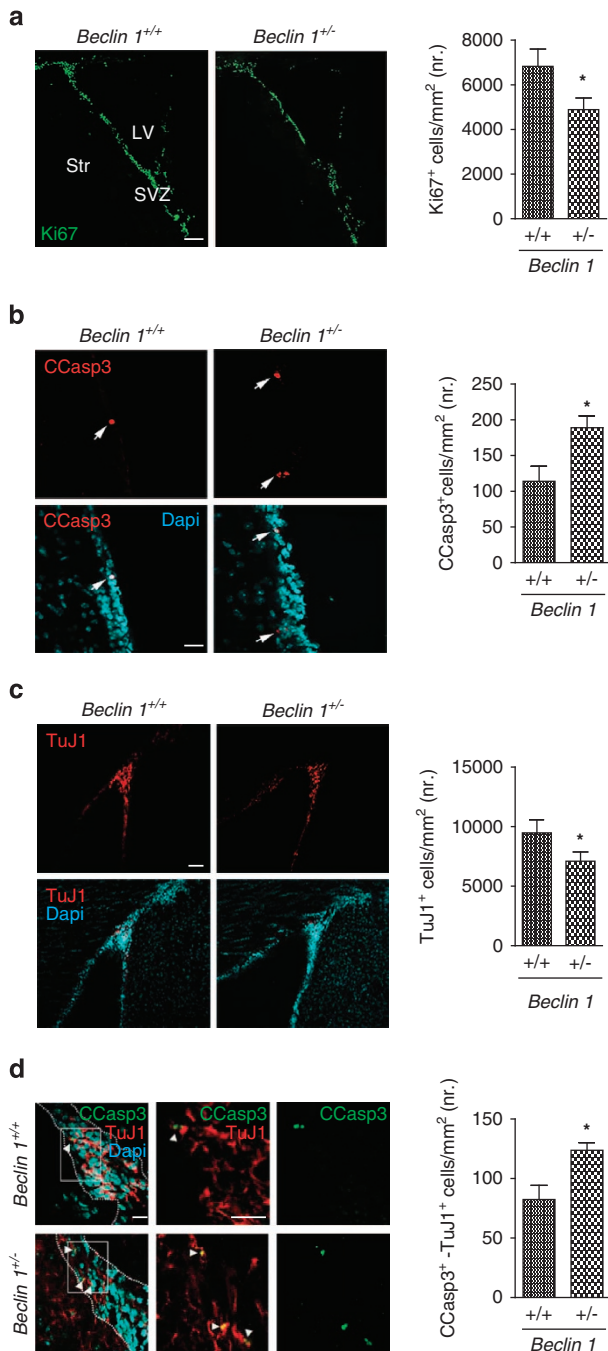 a
Beclin 1+/+
Beclin 1+/-
LV
Str
SVZ
Ki67
Ki67+ cells/mm2 (nr.)
8000
6000
4000
2000
0
*
+/+ +/-
Beclin 1
b
Beclin 1+/+
Beclin 1+/-
CCasp3
CCasp3 Dapi
CCasp3+cells/mm2 (nr.)
250
200
150
100
50
0
*
+/+ +/-
Beclin 1
c
Beclin 1+/+
Beclin 1+/-
TuJ1
TuJ1
Dapi
TuJ1+ cells/mm2 (nr.)
15000
10000
5000
0
*
+/+ +/-
Beclin 1
d
Beclin 1+/+
CCasp3
TuJ1
Dapi
CCasp3
TuJ1
CCasp3
Beclin 1+/-
CCasp3+ -TuJ1+ cells/mm2 (nr.)
150
100
50
0
*
+/+ +/-
Beclin 1